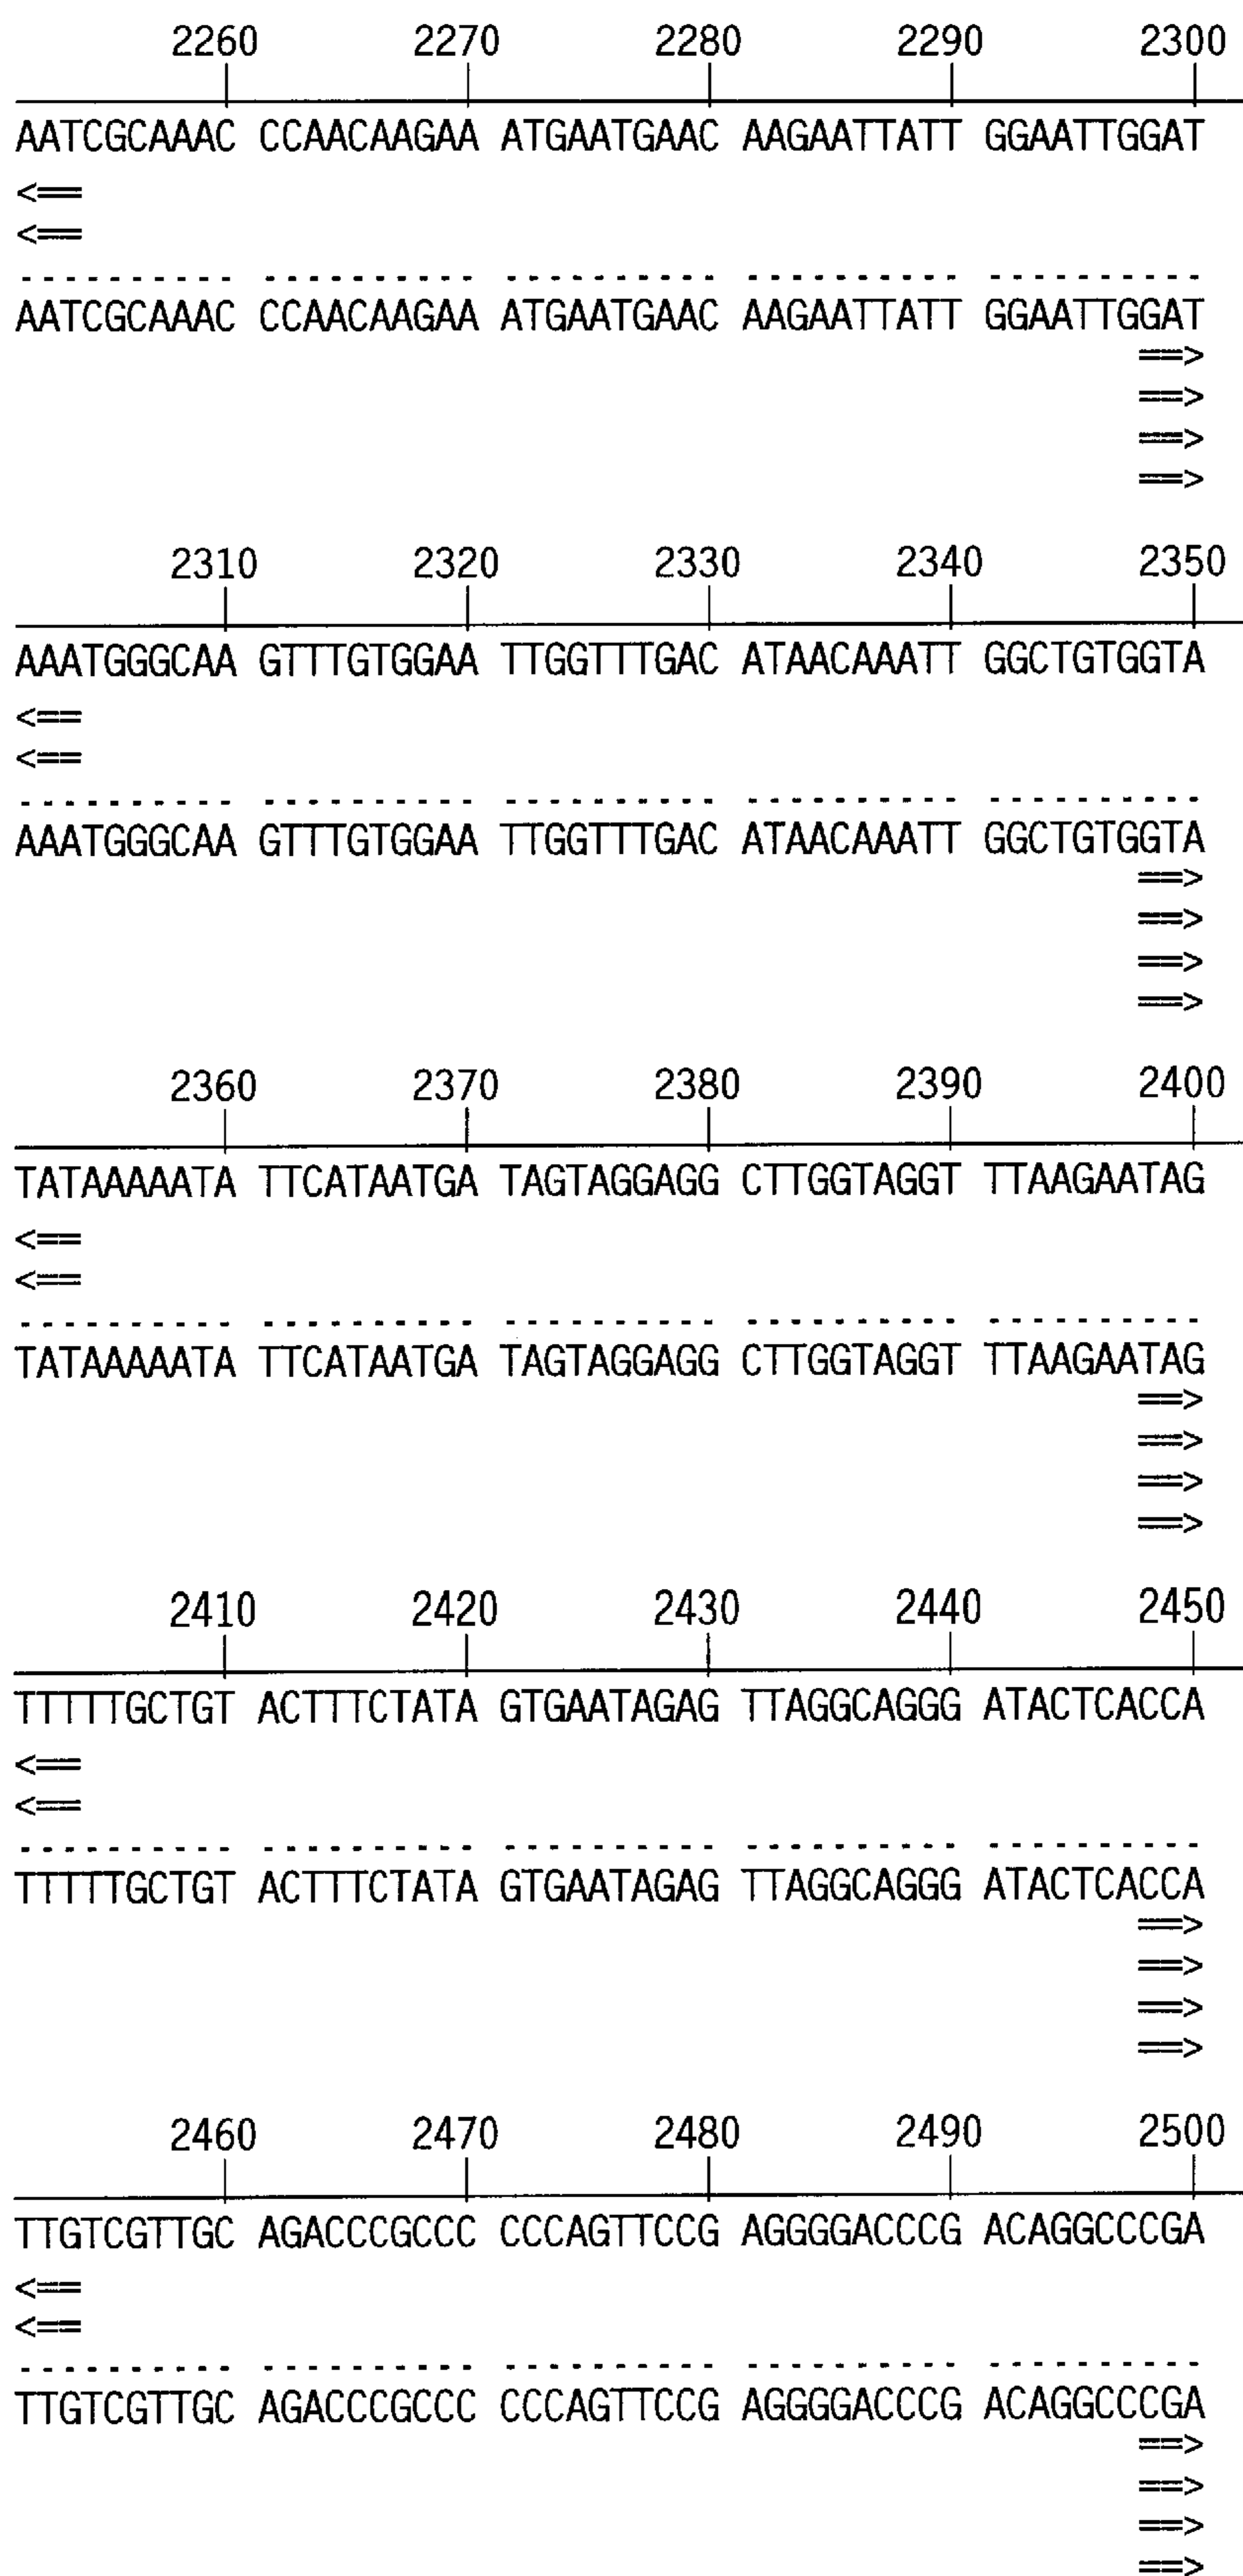 2260 2270 2280 2290 2300
AATCGCAAAC CCAACAAGAA ATGAATGAAC AAGAATTATT GGAATTGGAT
<==
<==
---------- ---------- ---------- ---------- ----------
AATCGCAAAC CCAACAAGAA ATGAATGAAC AAGAATTATT GGAATTGGAT
==>
==>
==>
==>
2310 2320 2330 2340 2350
AAATGGGCAA GTTTGTGGAA TTGGTTTGAC ATAACAAATT GGCTGTGGTA
<==
<==
---------- ---------- ---------- ---------- ----------
AAATGGGCAA GTTTGTGGAA TTGGTTTGAC ATAACAAATT GGCTGTGGTA
==>
==>
==>
==>
2360 2370 2380 2390 2400
TATAAAAATA TTCATAATGA TAGTAGGAGG CTTGGTAGGT TTAAGAATAG
<==
<==
---------- ---------- ---------- ---------- ----------
TATAAAAATA TTCATAATGA TAGTAGGAGG CTTGGTAGGT TTAAGAATAG
==>
==>
==>
==>
2410 2420 2430 2440 2450
TTTTTGCTGT ACTTTCTATA GTGAATAGAG TTAGGCAGGG ATACTCACCA
<==
<==
---------- ---------- ---------- ---------- ----------
TTTTTGCTGT ACTTTCTATA GTGAATAGAG TTAGGCAGGG ATACTCACCA
==>
==>
==>
==>
2460 2470 2480 2490 2500
TTGTCGTTGC AGACCCGCCC CCCAGTTCCG AGGGGACCCG ACAGGCCCGA
<==
<==
---------- ---------- ---------- ---------- ----------
TTGTCGTTGC AGACCCGCCC CCCAGTTCCG AGGGGACCCG ACAGGCCCGA
==>
==>
==>
==>